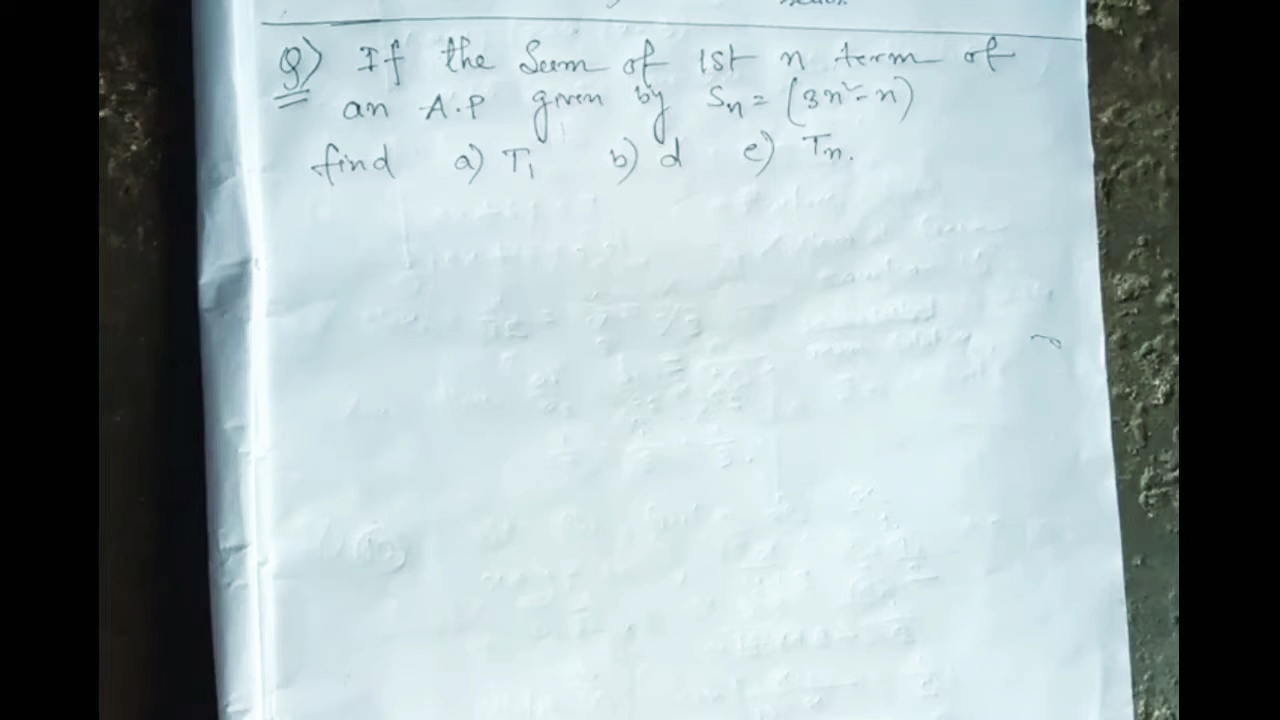 Q) If the Sum of 1st n term of
an A.P given by Sn = (3n² - n)
find a) T₁ b) d c) Tn.